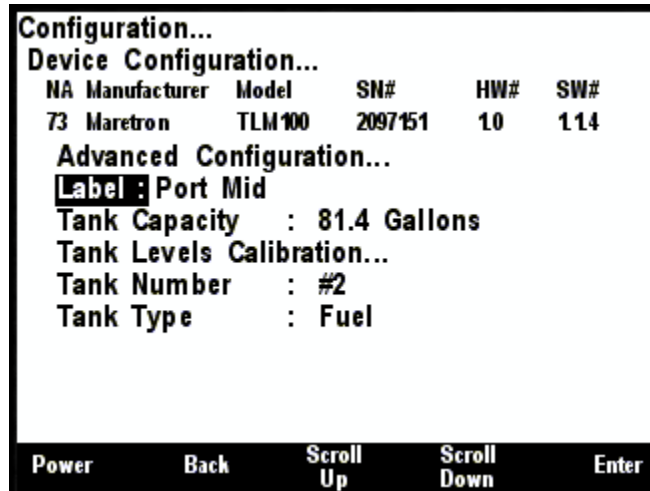 Configuration...
Device Configuration...
NA Manufacturer Model SN# HW# SW#
73 Maretron TLM100 2097151 1.0 1.1.4
Advanced Configuration...
Label : Port Mid
Tank Capacity : 81.4 Gallons
Tank Levels Calibration...
Tank Number : #2
Tank Type : Fuel
Power Back Scroll Up Scroll Down Enter